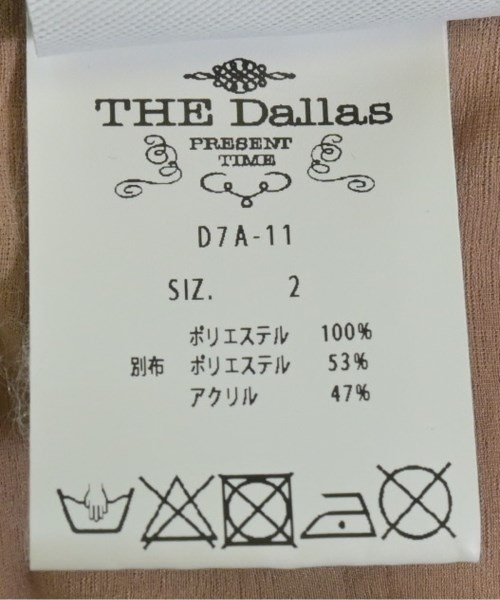 THE Dallas
PRESENT
TIME
D7A-11
SIZ. 2
ポリエステル 100%
別布 ポリエステル 53%
アクリル 47%